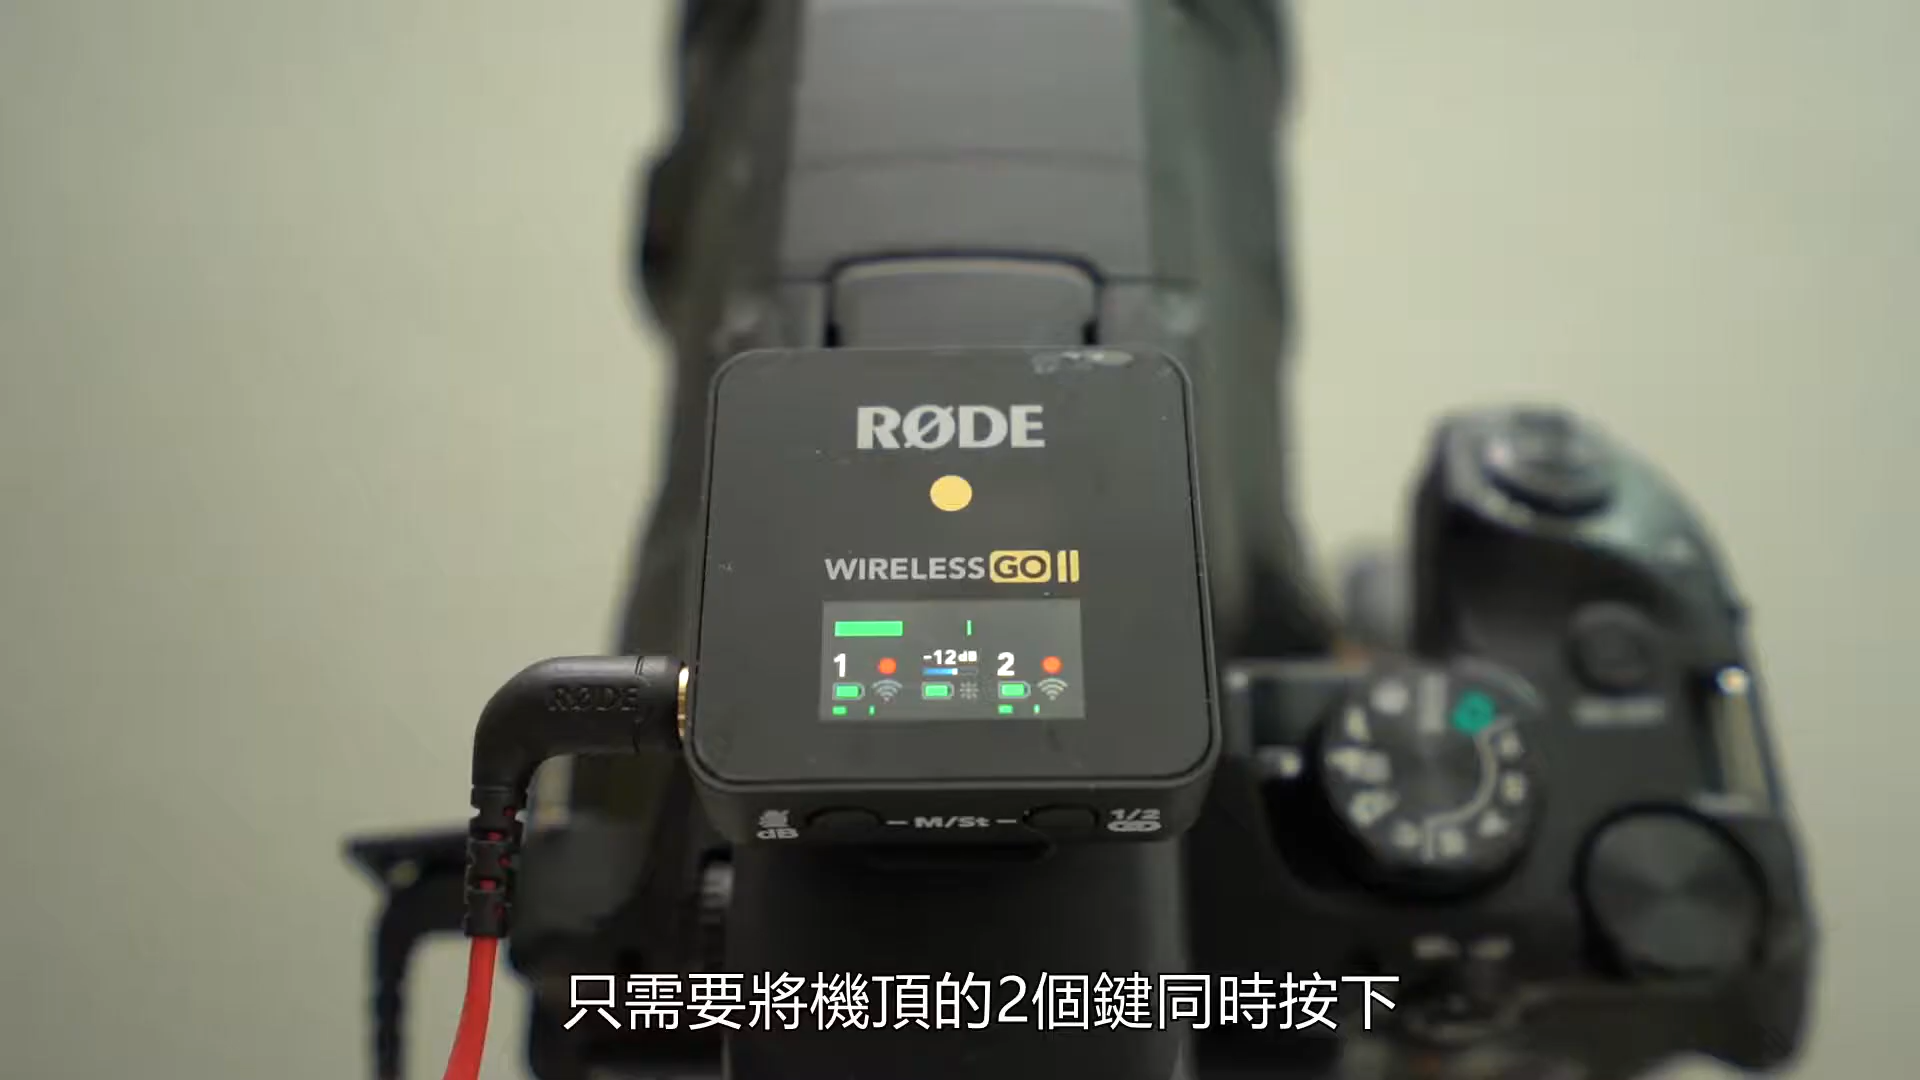 RØDE
WIRELESS GO II
1 -12dB 2
RØDE
dB – M/St – 1/2
只需要將機頂的2個鍵同時按下